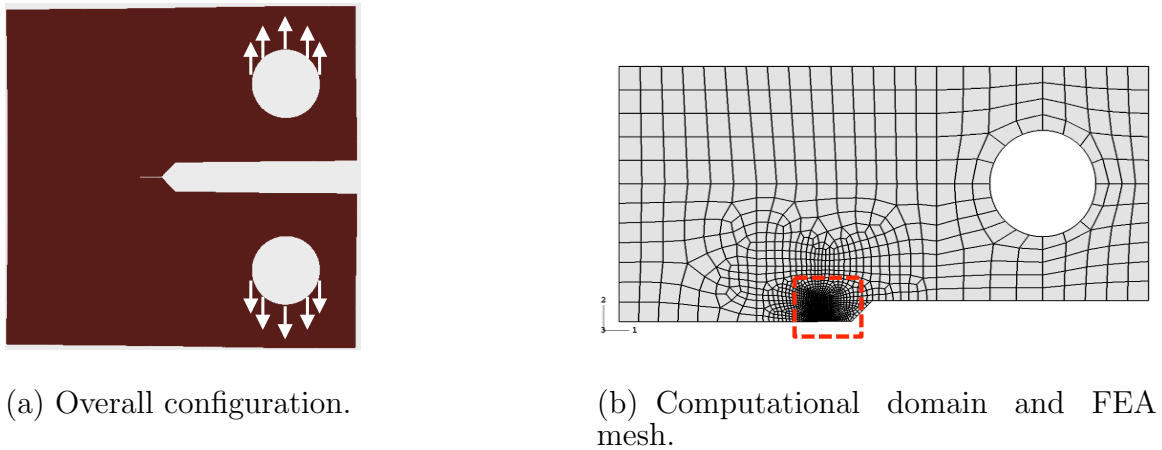 2
3 1
(a) Overall configuration.
(b) Computational domain and FEA
mesh.